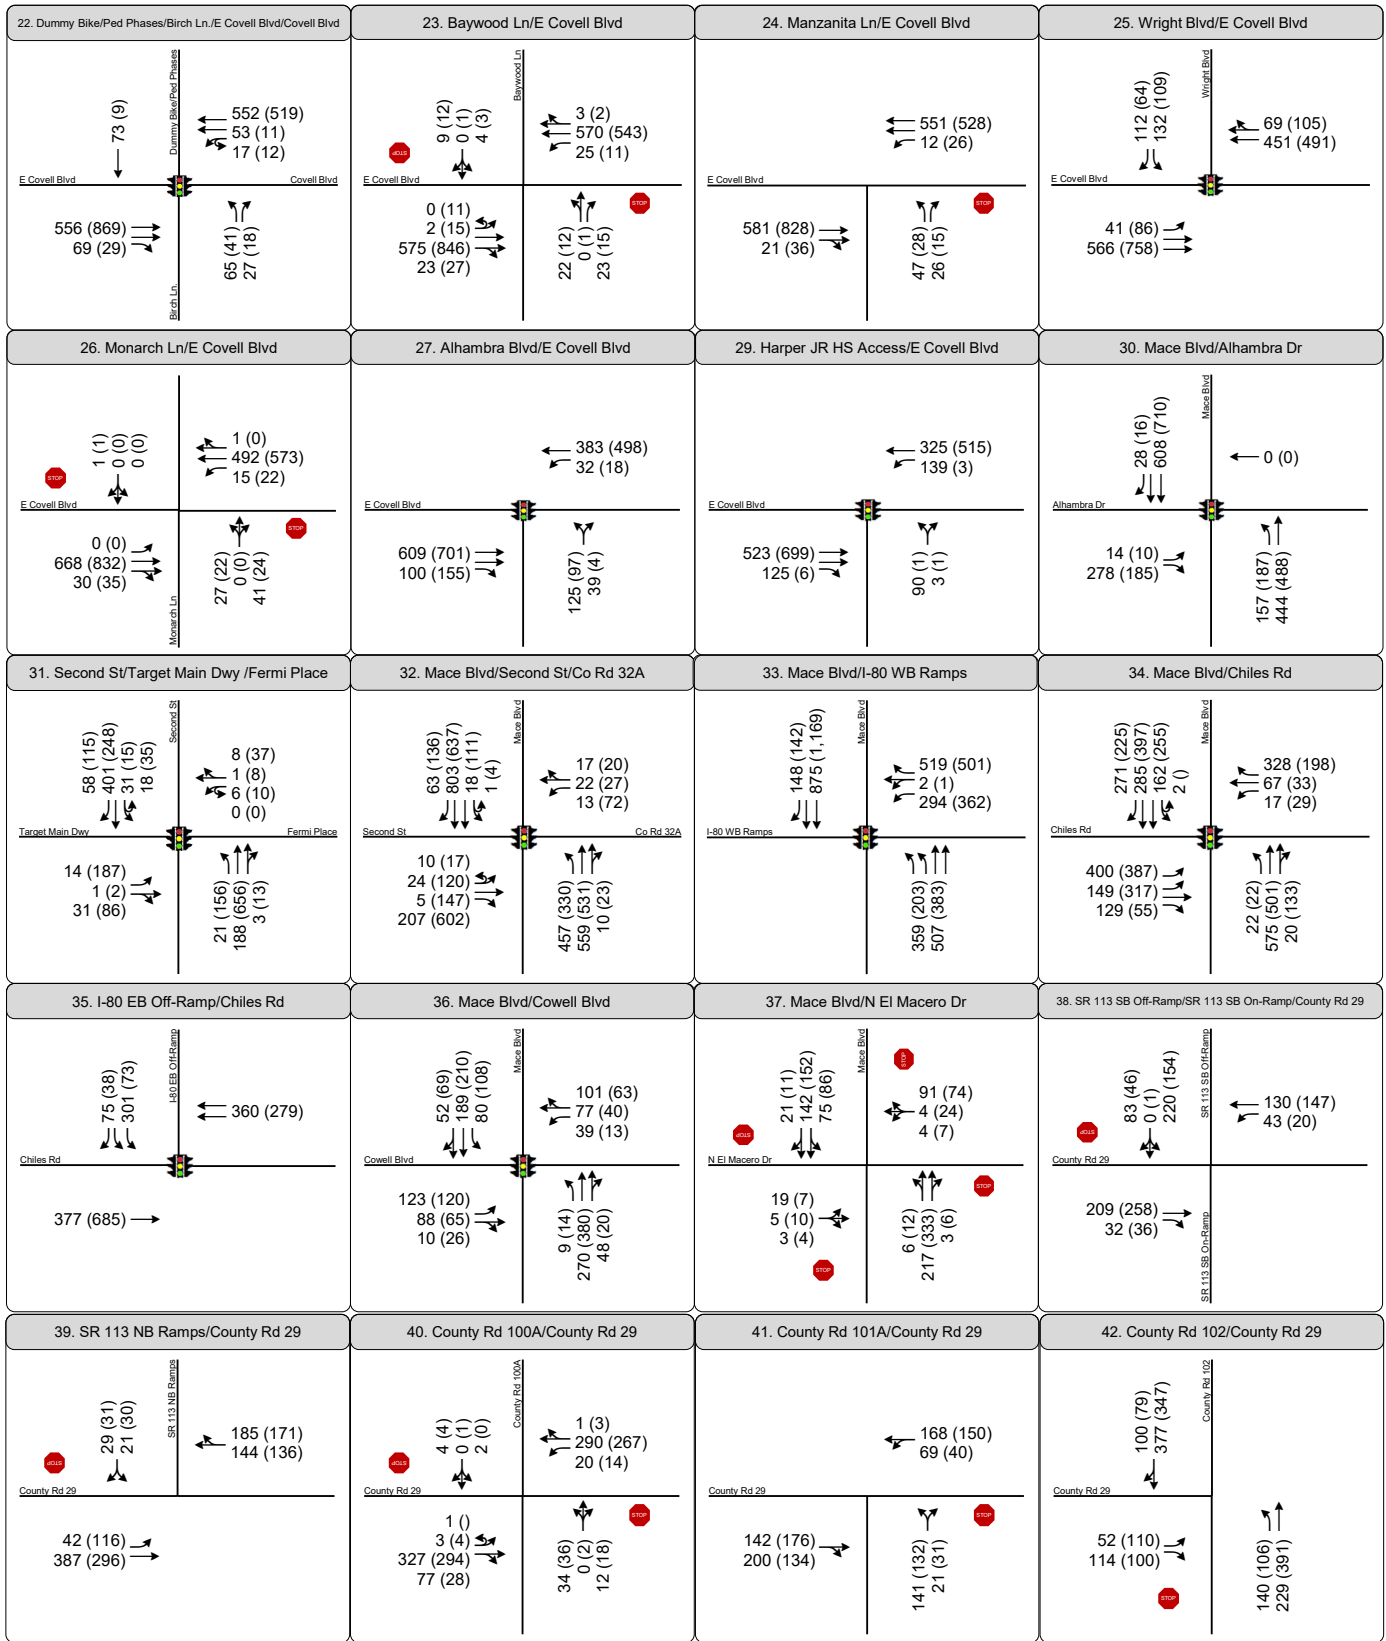 22. Dummy Bike/Ped Phases/Birch Ln./E Covell Blvd/Covell Blvd
73 (9)
Dummy Bike/Ped Phases
552 (519)
53 (11)
17 (12)
E Covell Blvd
Covell Blvd
556 (869)
69 (29)
Birch Ln.
65 (41)
27 (18)
23. Baywood Ln/E Covell Blvd
STOP
9 (12)
0 (1)
4 (3)
Baywood Ln
3 (2)
570 (543)
25 (11)
E Covell Blvd
STOP
0 (11)
2 (15)
575 (846)
23 (27)
22 (12)
0 (1)
23 (15)
24. Manzanita Ln/E Covell Blvd
551 (528)
12 (26)
E Covell Blvd
STOP
581 (828)
21 (36)
47 (28)
26 (15)
25. Wright Blvd/E Covell Blvd
112 (64)
132 (109)
Wright Blvd
69 (105)
451 (491)
E Covell Blvd
41 (86)
566 (758)
26. Monarch Ln/E Covell Blvd
STOP
1 (1)
0 (0)
0 (0)
1 (0)
492 (573)
15 (22)
E Covell Blvd
STOP
0 (0)
668 (832)
30 (35)
Monarch Ln
27 (22)
0 (0)
41 (24)
27. Alhambra Blvd/E Covell Blvd
383 (498)
32 (18)
E Covell Blvd
609 (701)
100 (155)
125 (97)
39 (4)
29. Harper JR HS Access/E Covell Blvd
325 (515)
139 (3)
E Covell Blvd
523 (699)
125 (6)
90 (1)
3 (1)
30. Mace Blvd/Alhambra Dr
28 (16)
608 (710)
Mace Blvd
0 (0)
Alhambra Dr
14 (10)
278 (185)
157 (187)
444 (488)
31. Second St/Target Main Dwy /Fermi Place
58 (115)
401 (248)
31 (15)
18 (35)
Second St
8 (37)
1 (8)
6 (10)
0 (0)
Target Main Dwy
Fermi Place
14 (187)
1 (2)
31 (86)
21 (156)
188 (656)
3 (13)
32. Mace Blvd/Second St/Co Rd 32A
63 (136)
803 (637)
18 (111)
1 (4)
Mace Blvd
17 (20)
22 (27)
13 (72)
Second St
Co Rd 32A
10 (17)
24 (120)
5 (147)
207 (602)
457 (330)
559 (531)
10 (23)
33. Mace Blvd/I-80 WB Ramps
148 (142)
875 (1,169)
519 (501)
2 (1)
294 (362)
I-80 WB Ramps
359 (203)
507 (383)
34. Mace Blvd/Chiles Rd
271 (225)
285 (397)
162 (255)
2 ()
Mace Blvd
328 (198)
67 (33)
17 (29)
Chiles Rd
400 (387)
149 (317)
129 (55)
22 (22)
575 (501)
20 (133)
35. I-80 EB Off-Ramp/Chiles Rd
75 (38)
301 (73)
I-80 EB Off-Ramp
360 (279)
Chiles Rd
377 (685)
36. Mace Blvd/Cowell Blvd
52 (69)
189 (210)
80 (108)
Mace Blvd
101 (63)
77 (40)
39 (13)
Cowell Blvd
123 (120)
88 (65)
10 (26)
9 (14)
270 (380)
48 (20)
37. Mace Blvd/N El Macero Dr
STOP
21 (11)
142 (152)
75 (86)
Mace Blvd
STOP
91 (74)
4 (24)
4 (7)
N El Macero Dr
STOP
19 (7)
5 (10)
3 (4)
STOP
6 (12)
217 (333)
3 (6)
38. SR 113 SB Off-Ramp/SR 113 SB On-Ramp/County Rd 29
STOP
83 (46)
0 (1)
220 (154)
SR 113 SB Off-Ramp
130 (147)
43 (20)
County Rd 29
209 (258)
32 (36)
SR 113 SB On-Ramp
39. SR 113 NB Ramps/County Rd 29
STOP
29 (31)
21 (30)
SR 113 NB Ramps
185 (171)
144 (136)
County Rd 29
42 (116)
387 (296)
40. County Rd 100A/County Rd 29
STOP
4 (4)
0 (1)
2 (0)
County Rd 100A
1 (3)
290 (267)
20 (14)
County Rd 29
STOP
1 ()
3 (4)
327 (294)
77 (28)
34 (36)
0 (2)
12 (18)
41. County Rd 101A/County Rd 29
168 (150)
69 (40)
County Rd 29
STOP
142 (176)
200 (134)
141 (132)
21 (31)
42. County Rd 102/County Rd 29
100 (79)
377 (347)
County Rd 102
County Rd 29
52 (110)
114 (100)
STOP
140 (106)
229 (391)